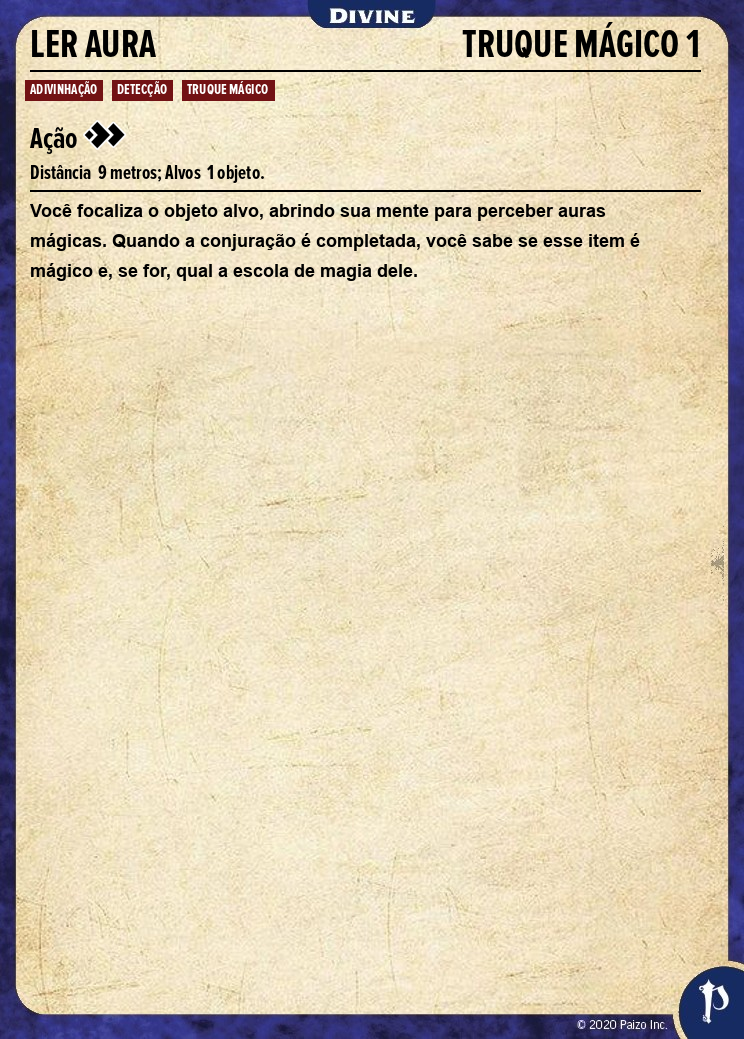 DIVINE
LER AURA TRUQUE MÁGICO 1
ADIVINHAÇÃO DETECÇÃO TRUQUE MÁGICO
Ação
Distância 9 metros; Alvos 1 objeto.
Você focaliza o objeto alvo, abrindo sua mente para perceber auras
mágicas. Quando a conjuração é completada, você sabe se esse item é
mágico e, se for, qual a escola de magia dele.
© 2020 Paizo Inc.